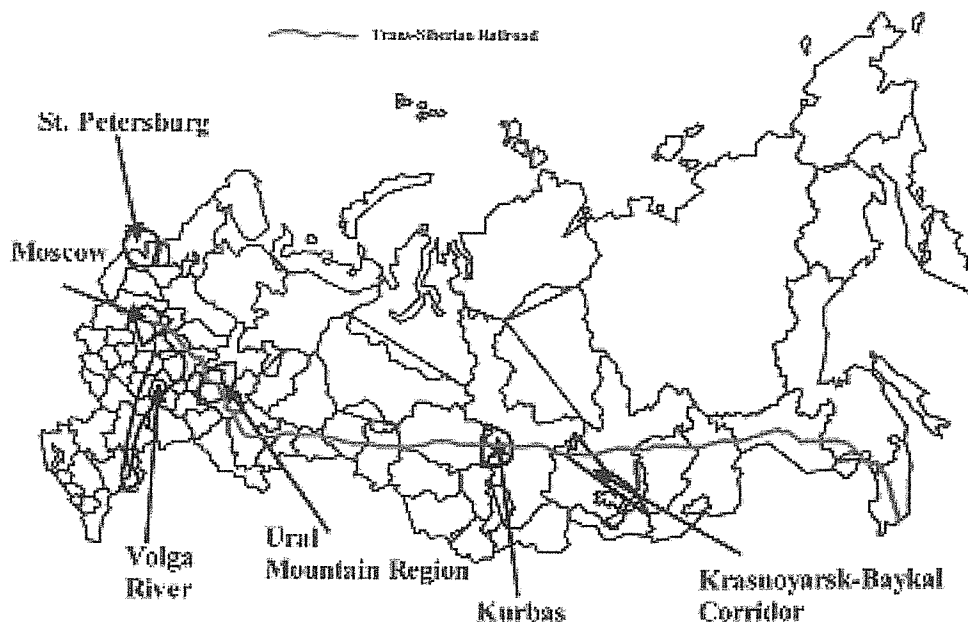 Trans-Siberian Railroad
St. Petersburg
Moscow
Volga
River
Ural
Mountain Region
Kurbas
Krasnoyarsk-Baykal
Corridor